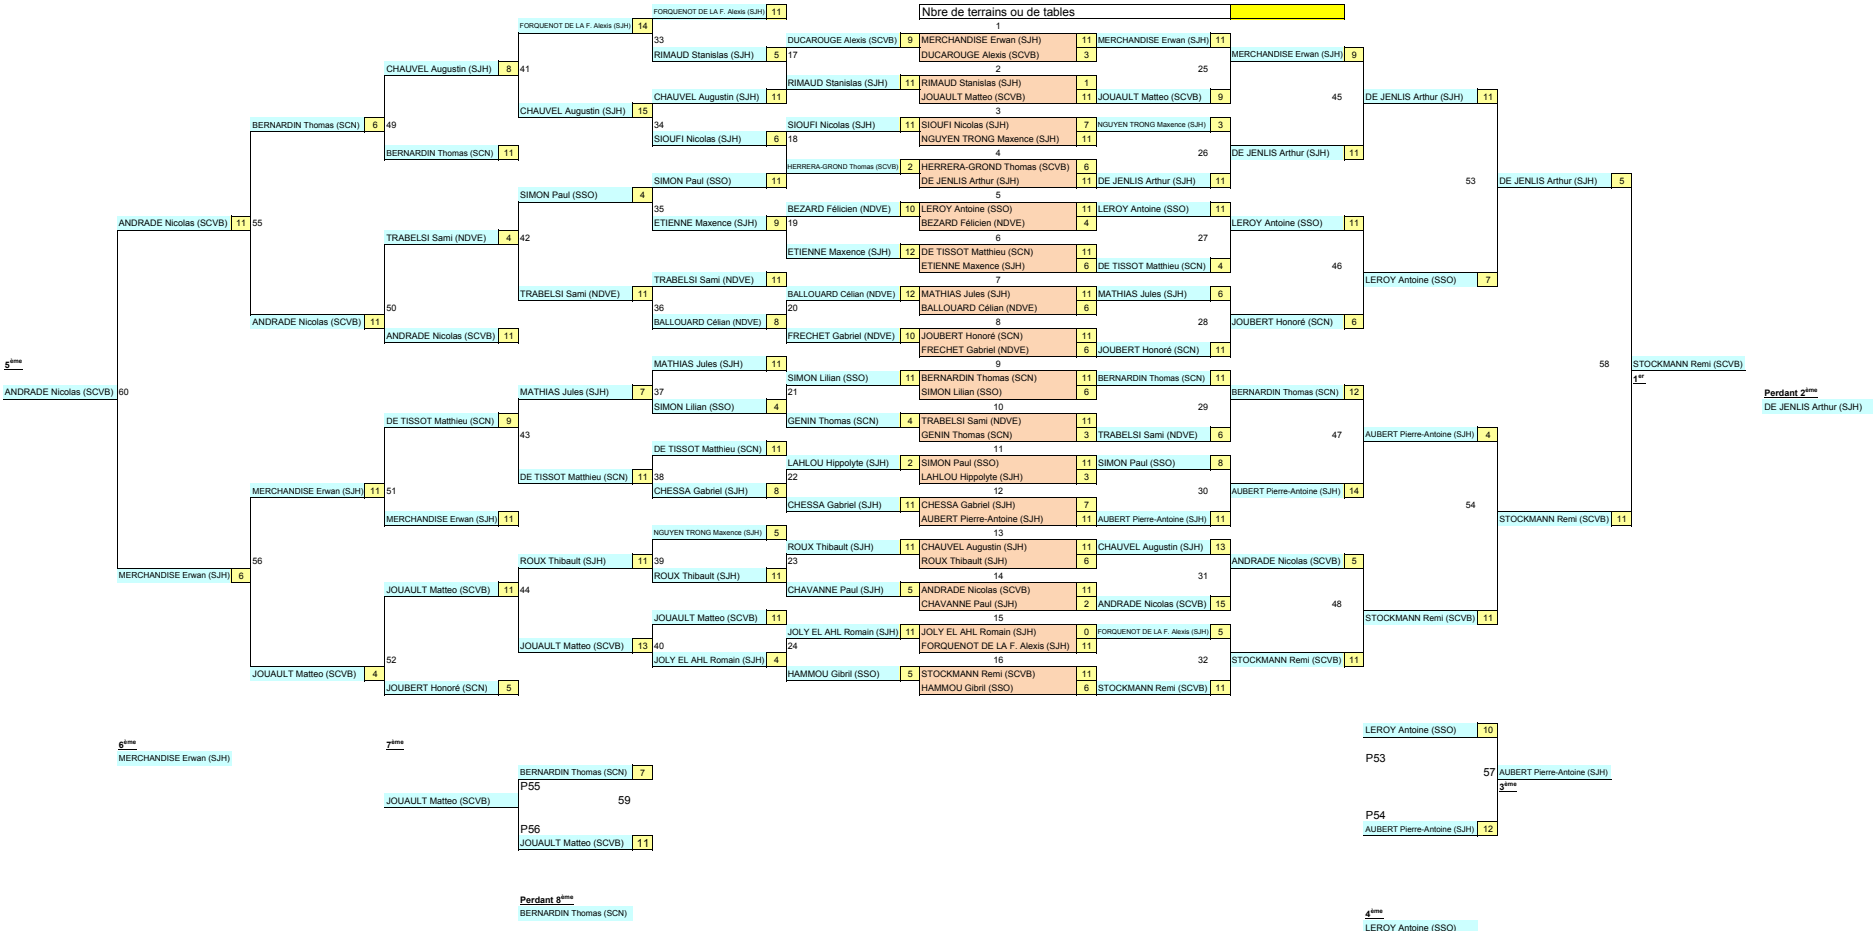 FORQUENOT DE LA F. Alexis (SJH) 11 Nbre de terrains ou de tables
FORQUENOT DE LA F. Alexis (SJH) 14 1
33 DUCAROUGE Alexis (SCVB) 9 MERCHANDISE Erwan (SJH) 11 MERCHANDISE Erwan (SJH) 11
RIMAUD Stanislas (SJH) 5 17 DUCAROUGE Alexis (SCVB) 3 MERCHANDISE Erwan (SJH) 9
CHAUVEL Augustin (SJH) 8 41 2 25
RIMAUD Stanislas (SJH) 11 RIMAUD Stanislas (SJH) 1
CHAUVEL Augustin (SJH) 11 JOUAULT Matteo (SCVB) 11 JOUAULT Matteo (SCVB) 9 45 DE JENLIS Arthur (SJH) 11
CHAUVEL Augustin (SJH) 15 3
BERNARDIN Thomas (SCN) 6 49 34 SIOUFI Nicolas (SJH) 11 SIOUFI Nicolas (SJH) 7 NGUYEN TRONG Maxence (SJH) 3
SIOUFI Nicolas (SJH) 6 18 NGUYEN TRONG Maxence (SJH) 11
BERNARDIN Thomas (SCN) 11 4 26 DE JENLIS Arthur (SJH) 11
HERRERA-GROND Thomas (SCVB) 2 HERRERA-GROND Thomas (SCVB) 6
SIMON Paul (SSO) 11 DE JENLIS Arthur (SJH) 11 DE JENLIS Arthur (SJH) 11 53 DE JENLIS Arthur (SJH) 5
SIMON Paul (SSO) 4 5
35 BEZARD Félicien (NDVE) 10 LEROY Antoine (SSO) 11 LEROY Antoine (SSO) 11
ANDRADE Nicolas (SCVB) 11 55 ETIENNE Maxence (SJH) 9 19 BEZARD Félicien (NDVE) 4 LEROY Antoine (SSO) 11
TRABELSI Sami (NDVE) 4 42 6 27
ETIENNE Maxence (SJH) 12 DE TISSOT Matthieu (SCN) 11
ETIENNE Maxence (SJH) 6 DE TISSOT Matthieu (SCN) 4 46
TRABELSI Sami (NDVE) 11 7 LEROY Antoine (SSO) 7
TRABELSI Sami (NDVE) 11 BALLOUARD Célian (NDVE) 12 MATHIAS Jules (SJH) 11 MATHIAS Jules (SJH) 6
50 36 20 BALLOUARD Célian (NDVE) 6
ANDRADE Nicolas (SCVB) 11 BALLOUARD Célian (NDVE) 8 8 28 JOUBERT Honoré (SCN) 6
ANDRADE Nicolas (SCVB) 11 FRECHET Gabriel (NDVE) 10 JOUBERT Honoré (SCN) 11
FRECHET Gabriel (NDVE) 6 JOUBERT Honoré (SCN) 11
5ème MATHIAS Jules (SJH) 11 9 58 STOCKMANN Remi (SCVB)
SIMON Lilian (SSO) 11 BERNARDIN Thomas (SCN) 11 BERNARDIN Thomas (SCN) 11 1er
ANDRADE Nicolas (SCVB) 60 MATHIAS Jules (SJH) 7 37 21 SIMON Lilian (SSO) 6 BERNARDIN Thomas (SCN) 12 Perdant 2ème
SIMON Lilian (SSO) 4 10 29 DE JENLIS Arthur (SJH)
DE TISSOT Matthieu (SCN) 9 GENIN Thomas (SCN) 4 TRABELSI Sami (NDVE) 11
43 GENIN Thomas (SCN) 3 TRABELSI Sami (NDVE) 6 47 AUBERT Pierre-Antoine (SJH) 4
DE TISSOT Matthieu (SCN) 11 11
LAHLOU Hippolyte (SJH) 2 SIMON Paul (SSO) 11 SIMON Paul (SSO) 8
DE TISSOT Matthieu (SCN) 11 38 22 LAHLOU Hippolyte (SJH) 3
MERCHANDISE Erwan (SJH) 11 51 CHESSA Gabriel (SJH) 8 12 30 AUBERT Pierre-Antoine (SJH) 14
CHESSA Gabriel (SJH) 11 CHESSA Gabriel (SJH) 7 54
MERCHANDISE Erwan (SJH) 11 AUBERT Pierre-Antoine (SJH) 11 AUBERT Pierre-Antoine (SJH) 11 STOCKMANN Remi (SCVB) 11
NGUYEN TRONG Maxence (SJH) 5 13
ROUX Thibault (SJH) 11 CHAUVEL Augustin (SJH) 11 CHAUVEL Augustin (SJH) 13
56 ROUX Thibault (SJH) 11 39 23 ROUX Thibault (SJH) 6 ANDRADE Nicolas (SCVB) 5
MERCHANDISE Erwan (SJH) 6 ROUX Thibault (SJH) 11 14 31
JOUAULT Matteo (SCVB) 11 44 CHAVANNE Paul (SJH) 5 ANDRADE Nicolas (SCVB) 11
CHAVANNE Paul (SJH) 2 ANDRADE Nicolas (SCVB) 15 48
JOUAULT Matteo (SCVB) 11 15 STOCKMANN Remi (SCVB) 11
JOLY EL AHL Romain (SJH) 11 JOLY EL AHL Romain (SJH) 0 FORQUENOT DE LA F. Alexis (SJH) 5
JOUAULT Matteo (SCVB) 13 40 24 FORQUENOT DE LA F. Alexis (SJH) 11
52 JOLY EL AHL Romain (SJH) 4 16 32 STOCKMANN Remi (SCVB) 11
JOUAULT Matteo (SCVB) 4 HAMMOU Gibril (SSO) 5 STOCKMANN Remi (SCVB) 11
JOUBERT Honoré (SCN) 5 HAMMOU Gibril (SSO) 6 STOCKMANN Remi (SCVB) 11
LEROY Antoine (SSO) 10
6ème 7ème
MERCHANDISE Erwan (SJH) P53
BERNARDIN Thomas (SCN) 7 57 AUBERT Pierre-Antoine (SJH)
P55 3ème
JOUAULT Matteo (SCVB) 59
P54
P56 AUBERT Pierre-Antoine (SJH) 12
JOUAULT Matteo (SCVB) 11
Perdant 8ème
BERNARDIN Thomas (SCN) 4ème
LEROY Antoine (SSO)